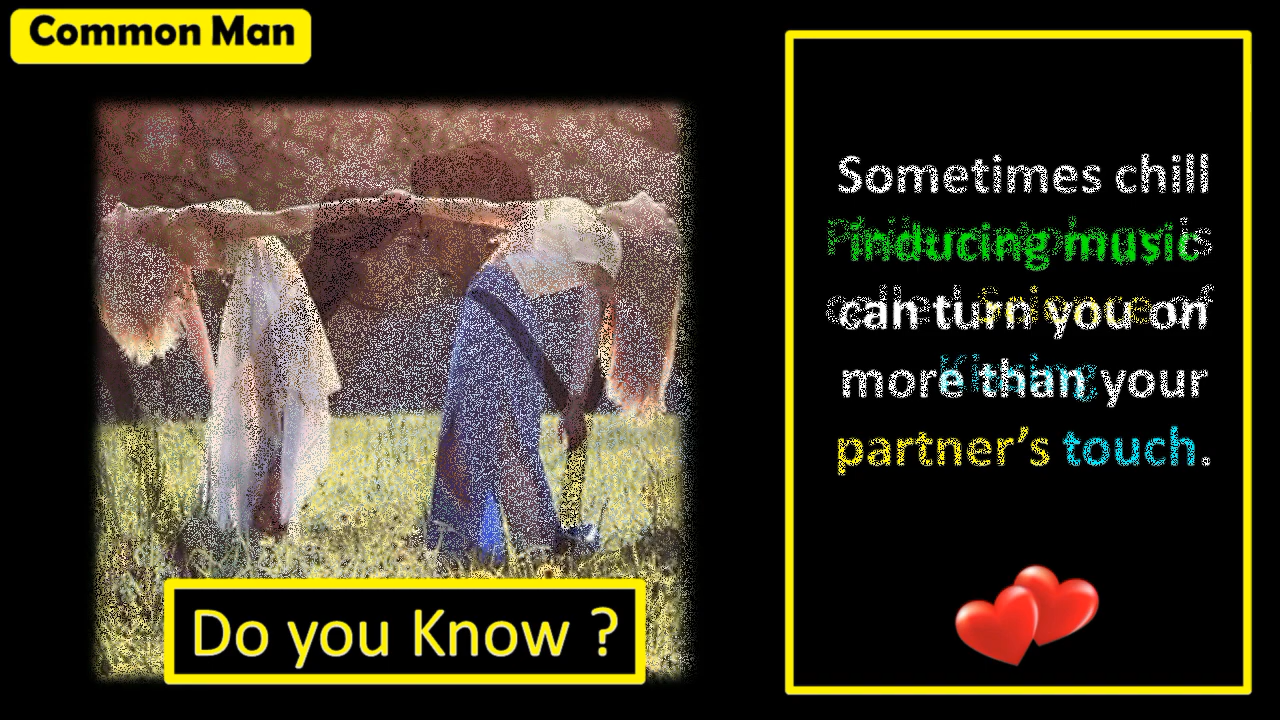 Common Man
Sometimes chill
inducing music
can turn you on
more than your
partner’s touch.
Do you Know ?